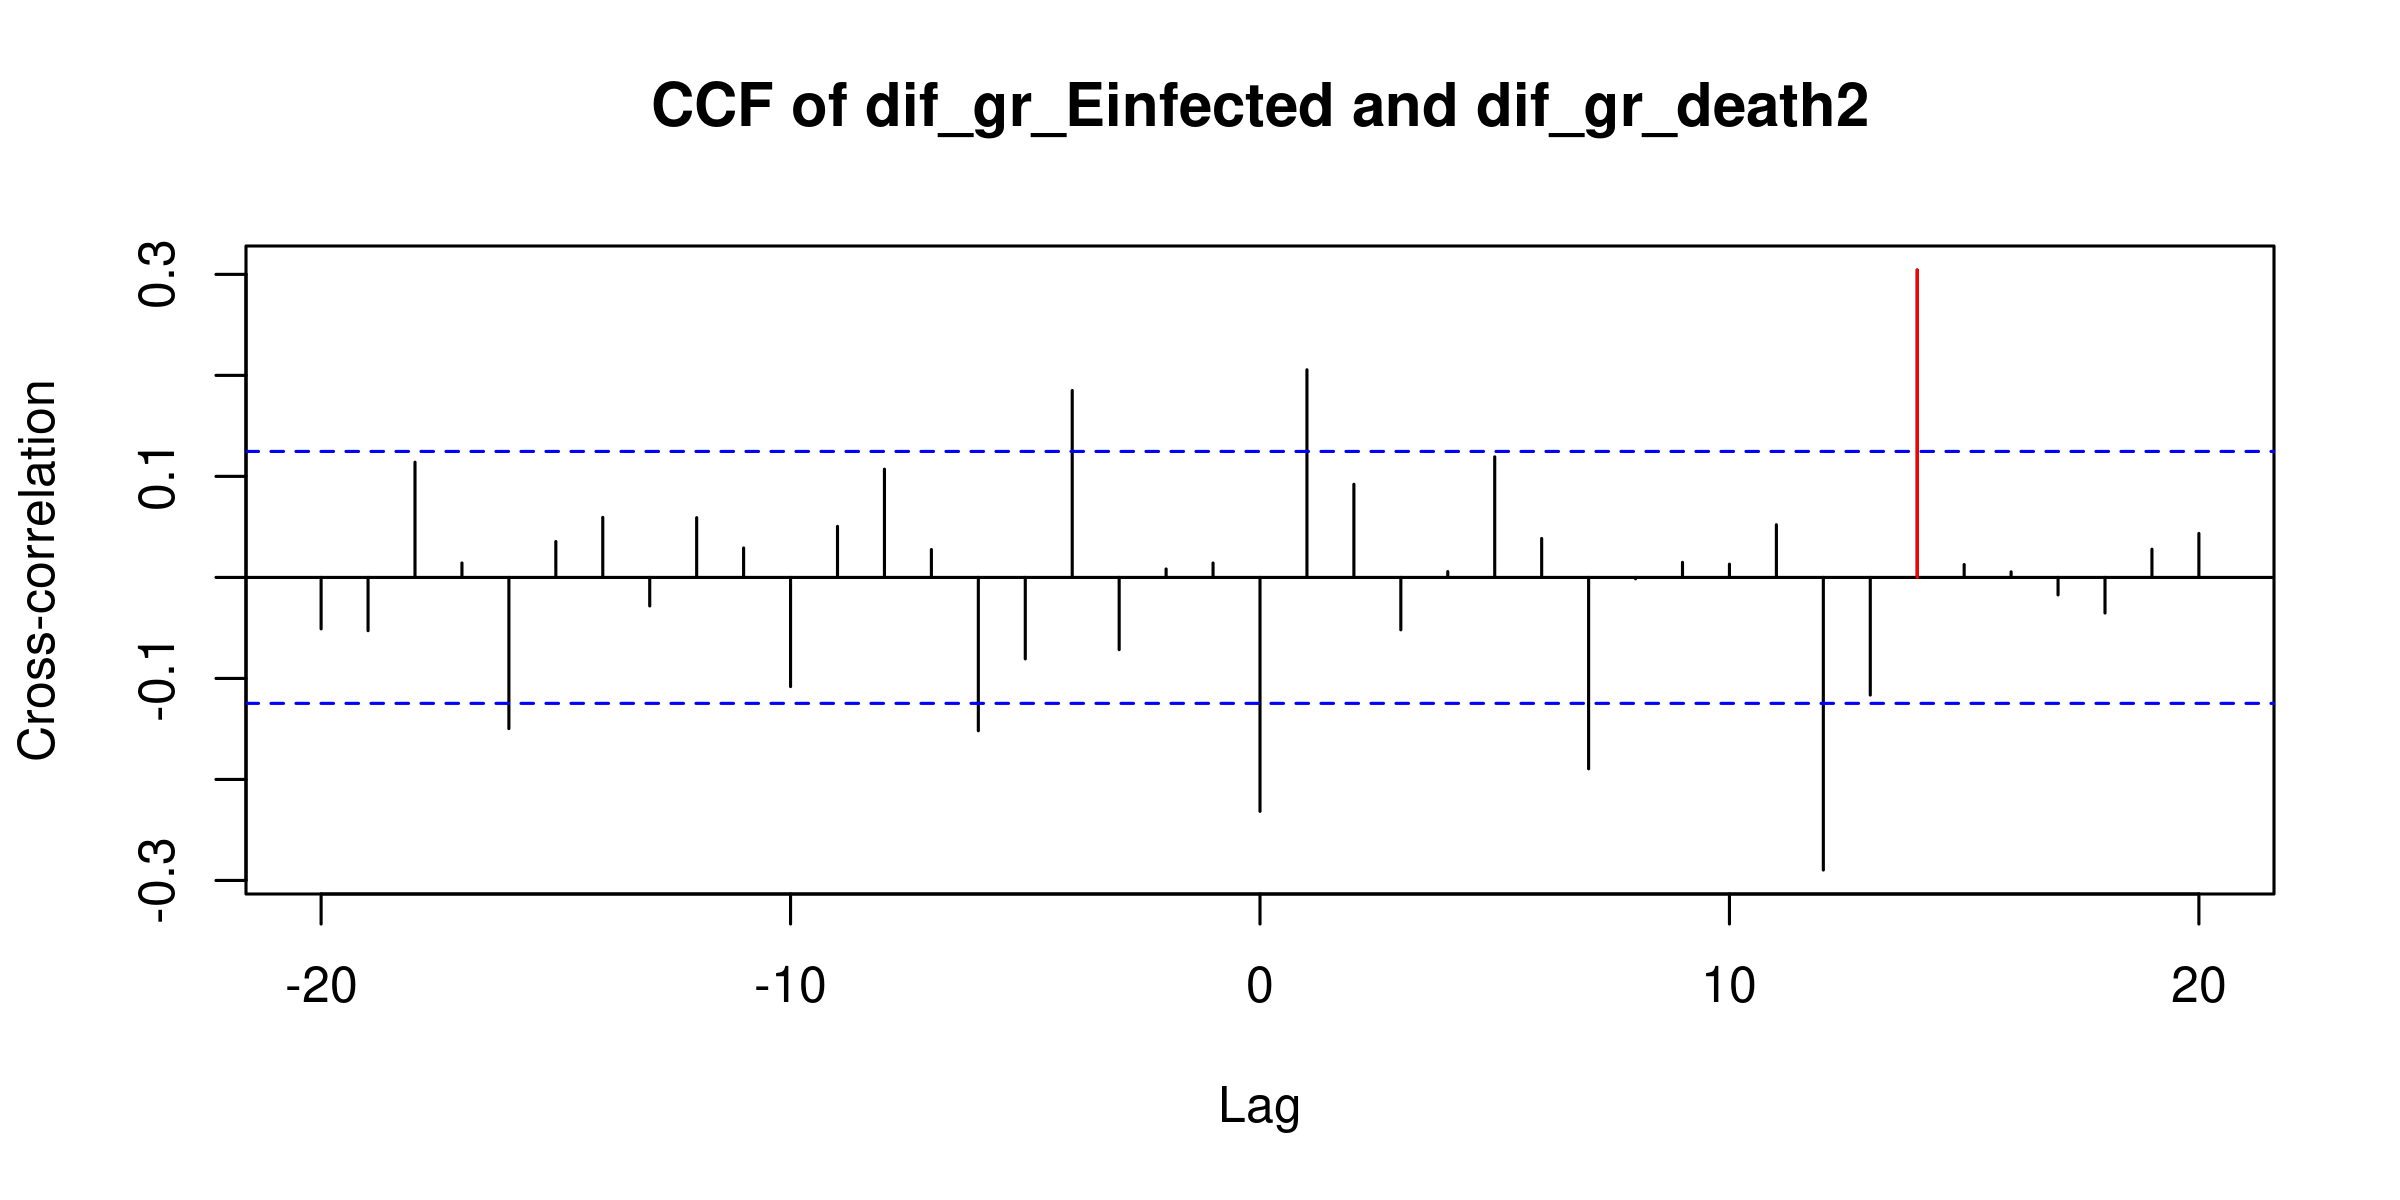 CCF of dif_gr_Einfected and dif_gr_death2
Cross-correlation
0.3
0.1
-0.1
-0.3
-20 -10 0 10 20
Lag